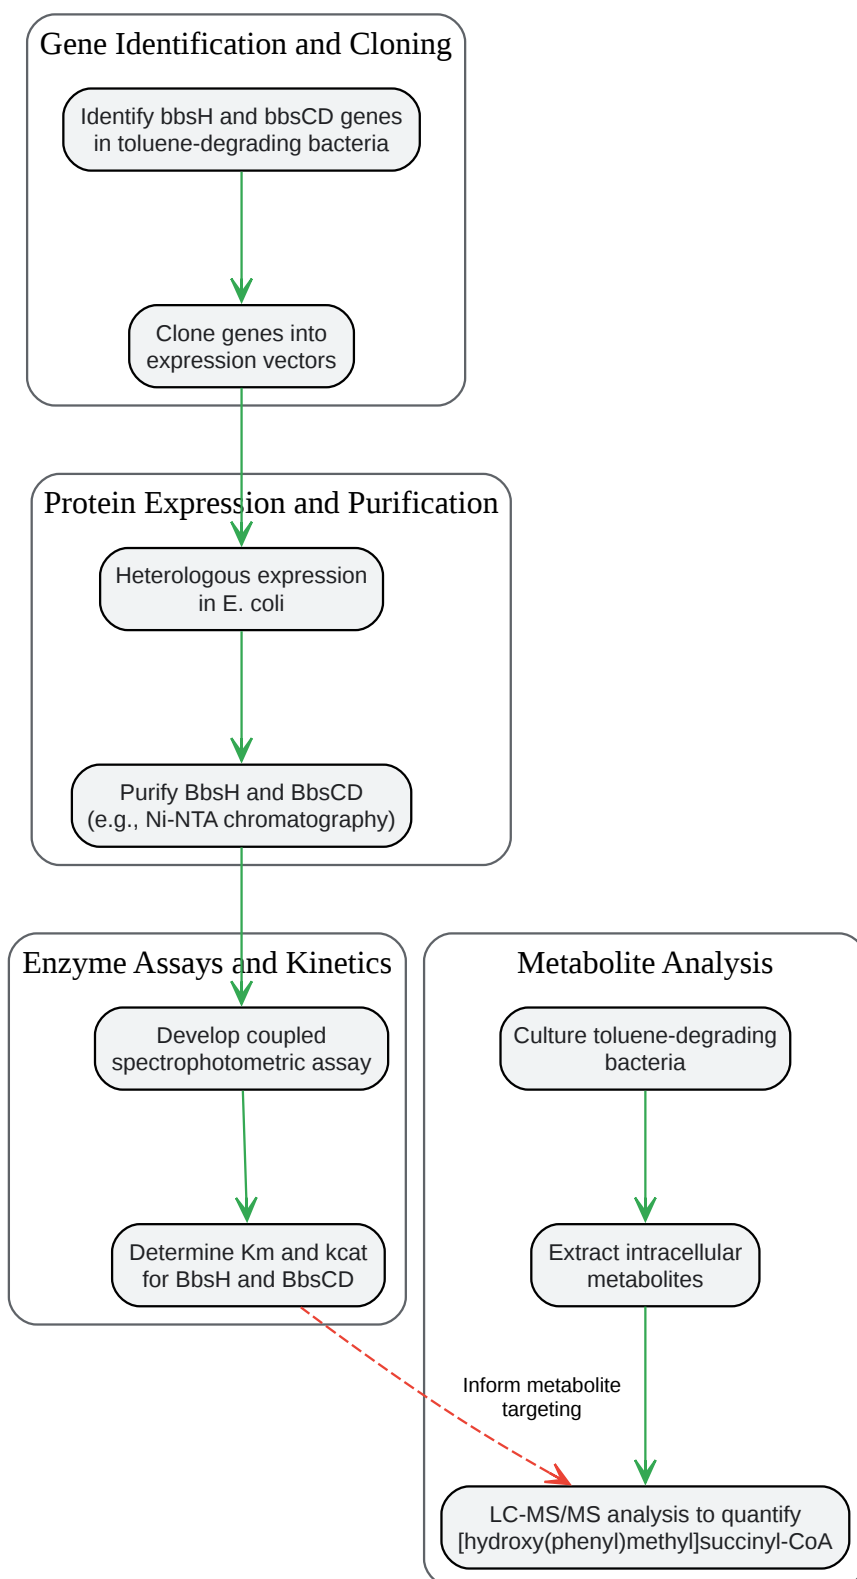 Gene Identification and Cloning
Identify bbsH and bbsCD genes
in toluene-degrading bacteria
Clone genes into
expression vectors
Protein Expression and Purification
Heterologous expression
in E. coli
Purify BbsH and BbsCD
(e.g., Ni-NTA chromatography)
Enzyme Assays and Kinetics
Develop coupled
spectrophotometric assay
Determine Km and kcat
for BbsH and BbsCD
Metabolite Analysis
Culture toluene-degrading
bacteria
Extract intracellular
metabolites
Inform metabolite
targeting
LC-MS/MS analysis to quantify
[hydroxy(phenyl)methyl]succinyl-CoA